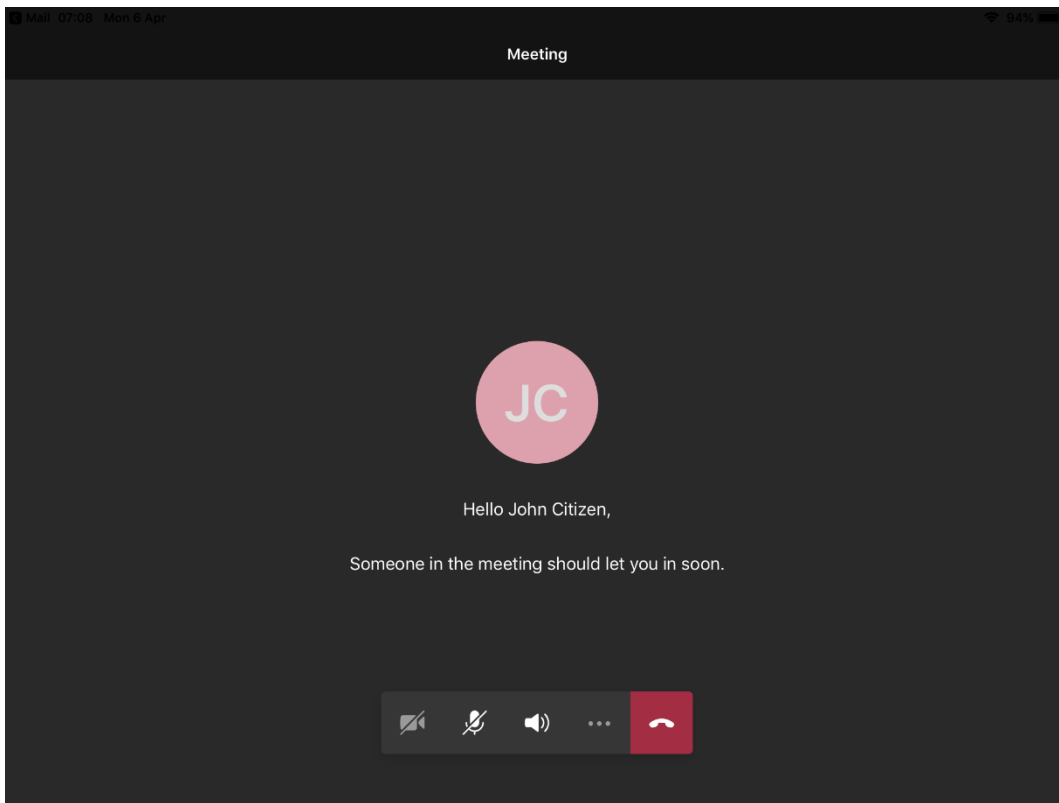 Mail 07:08 Mon 6 Apr 94%
Meeting
JC
Hello John Citizen,
Someone in the meeting should let you in soon.